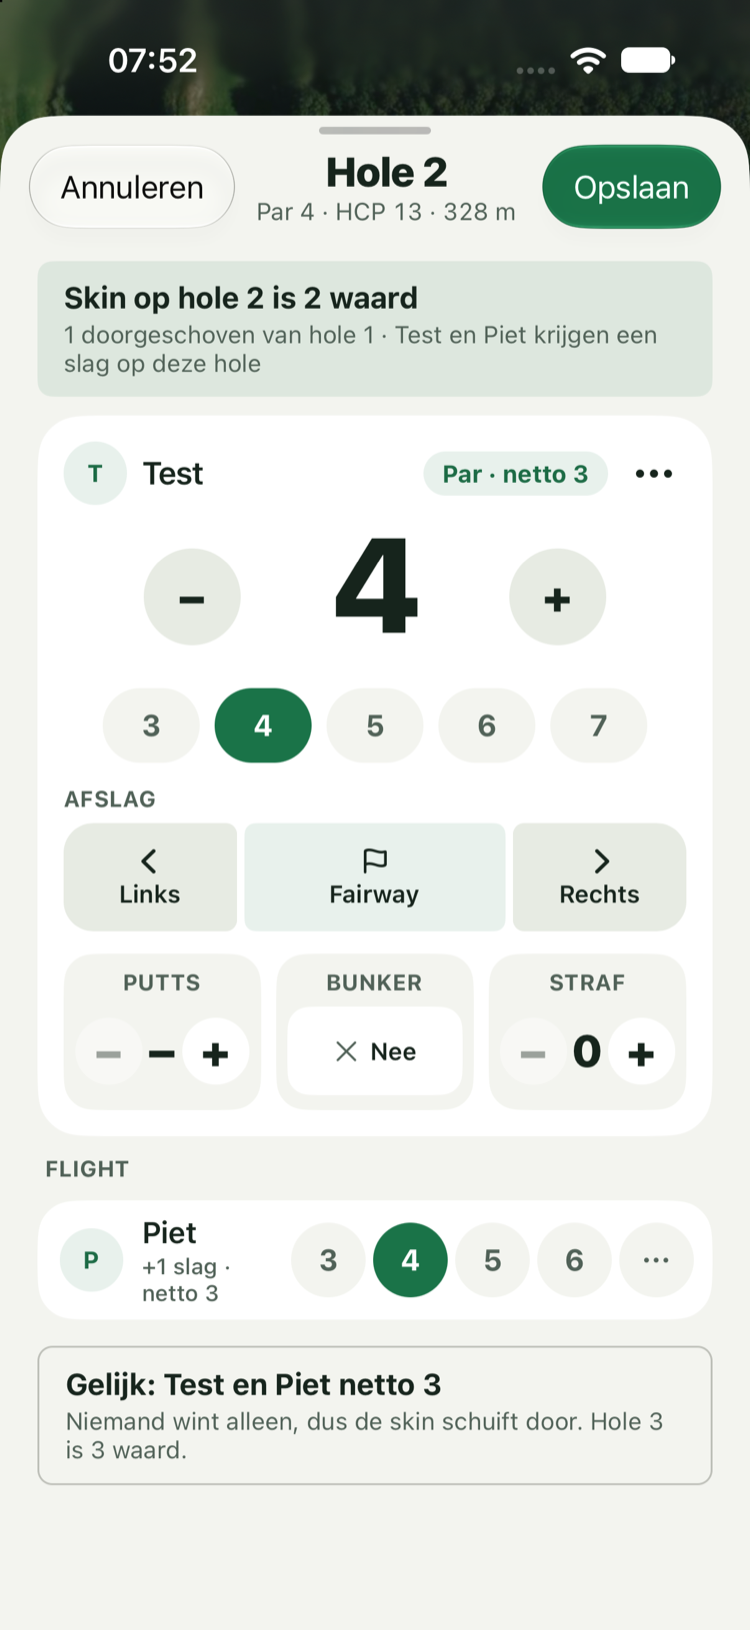 07:52
Annuleren
Hole 2
Par 4 · HCP 13 · 328 m
Opslaan
Skin op hole 2 is 2 waard
1 doorgeschoven van hole 1 · Test en Piet krijgen een
slag op deze hole
T
Test
Par · netto 3
•••
−
4
+
3
4
5
6
7
AFSLAG
Links
Fairway
Rechts
PUTTS
BUNKER
STRAF
− – +
Nee
− 0 +
FLIGHT
P
Piet
+1 slag ·
netto 3
3
4
5
6
···
Gelijk: Test en Piet netto 3
Niemand wint alleen, dus de skin schuift door. Hole 3
is 3 waard.